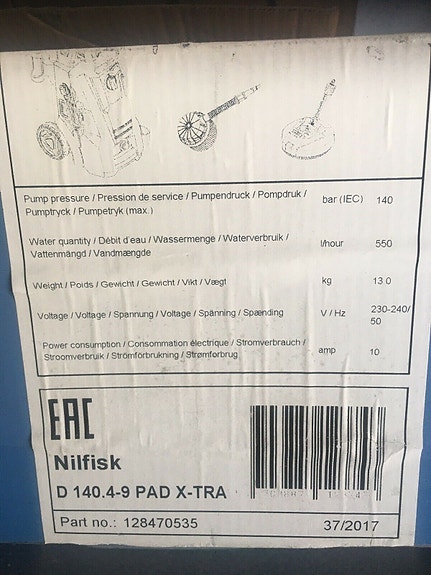 Pump pressure / Pression de service / Pumpendruck / Pompdruk / bar (IEC) 140
Pumptryck / Pumpetryk (max.)
Water quantity / Débit d'eau / Wassermenge / Waterverbruik / l/hour 550
Vattenmängd / Vandmængde
Weight / Poids / Gewicht / Gewicht / Vikt / Vægt kg 13.0
Voltage / Voltage / Spannung / Voltage / Spänning / Spænding V / Hz 230-240/
50
Power consumption / Consommation électrique / Stromverbrauch / amp 10
Stroomverbruik / Strömförbrukning / Strømforbrug
EAC
Nilfisk
D 140.4-9 PAD X-TRA
Part no.: 128470535 37/2017